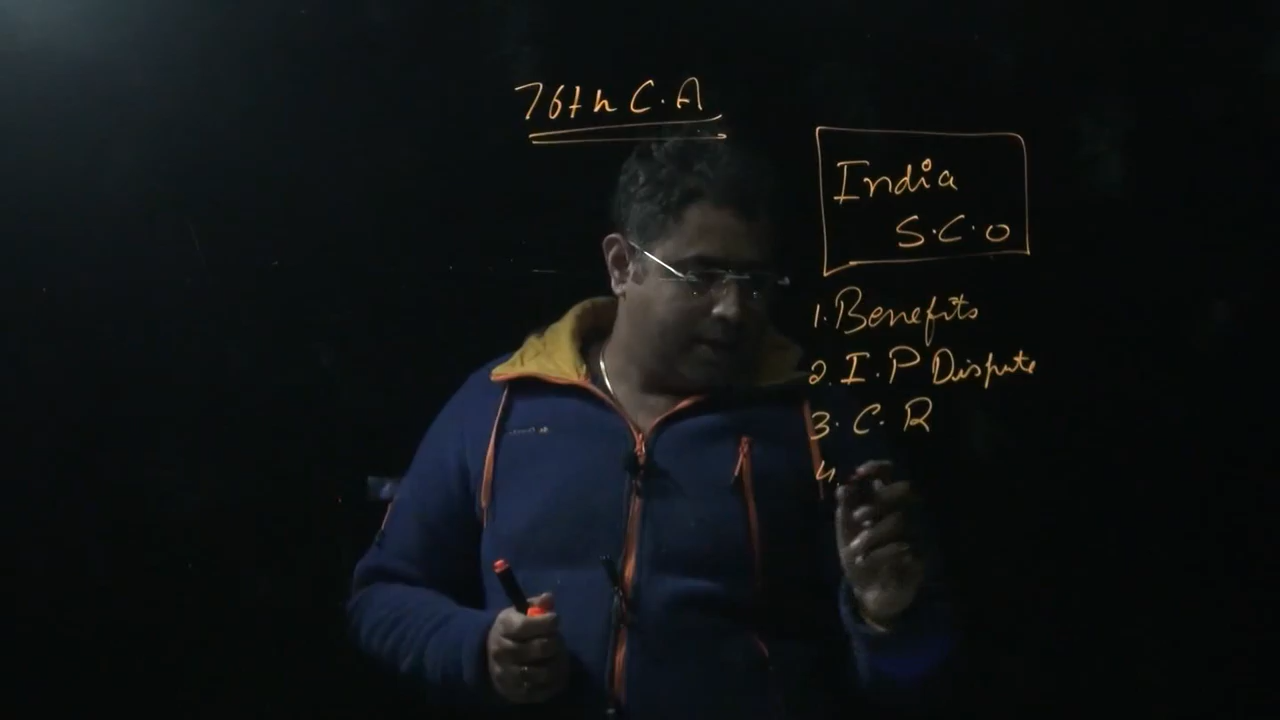 76th C.A
India
S.C.O
1. Benefits
2. I.P Dispute
3. C.R
4.